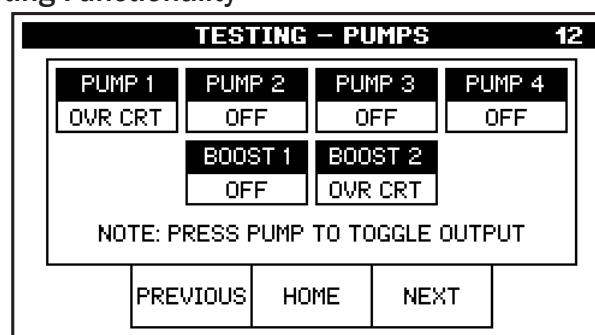 Functionality
TESTING – PUMPS 12
PUMP 1 PUMP 2 PUMP 3 PUMP 4
OVR CRT OFF OFF OFF
BOOST 1 BOOST 2
OFF OVR CRT
NOTE: PRESS PUMP TO TOGGLE OUTPUT
PREVIOUS HOME NEXT